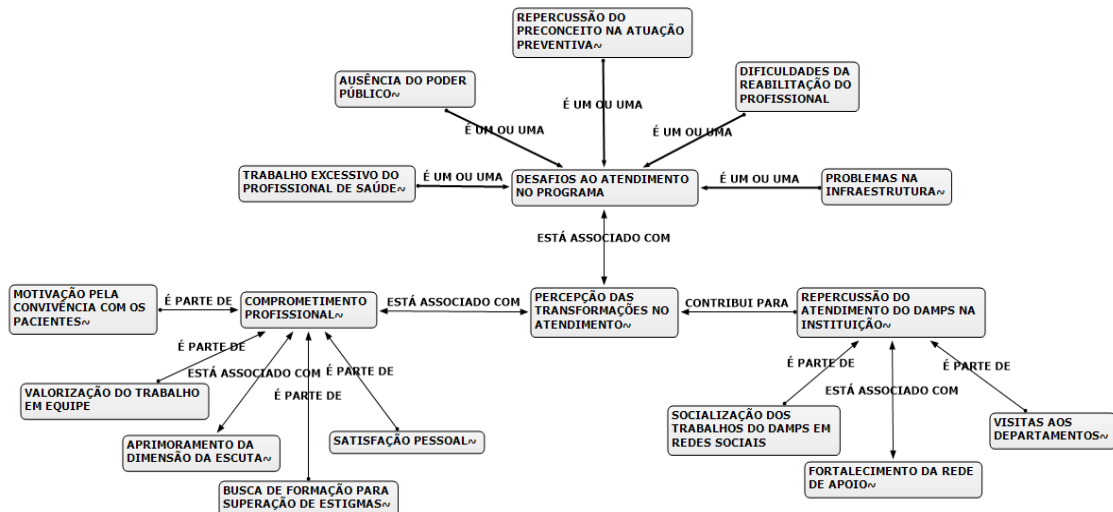 REPERCUSSÃO DO
PRECONCEITO NA ATUAÇÃO
PREVENTIVA~
AUSÊNCIA DO PODER
PÚBLICO~
DIFICULDADES DA
REABILITAÇÃO DO
PROFISSIONAL
É UM OU UMA
É UM OU UMA
É UM OU UMA
TRABALHO EXCESSIVO DO
PROFISSIONAL DE SAÚDE~
É UM OU UMA
DESAFIOS AO ATENDIMENTO
NO PROGRAMA
É UM OU UMA
PROBLEMAS NA
INFRAESTRUTURA~
ESTÁ ASSOCIADO COM
MOTIVAÇÃO PELA
CONVIVÊNCIA COM OS
PACIENTES~
É PARTE DE
COMPROMETIMENTO
PROFISSIONAL~
ESTÁ ASSOCIADO COM
PERCEPÇÃO DAS
TRANSFORMAÇÕES NO
ATENDIMENTO~
CONTRIBUI PARA
REPERCUSSÃO DO
ATENDIMENTO DO DAMPS NA
INSTITUIÇÃO~
É PARTE DE
ESTÁ ASSOCIADO COM
É PARTE DE
É PARTE DE
É PARTE DE
É PARTE DE
ESTÁ ASSOCIADO COM
VALORIZAÇÃO DO TRABALHO
EM EQUIPE
APRIMORAMENTO DA
DIMENSÃO DA ESCUTA~
SATISFAÇÃO PESSOAL~
BUSCA DE FORMAÇÃO PARA
SUPERAÇÃO DE ESTIGMAS~
SOCIALIZAÇÃO DOS
TRABALHOS DO DAMPS EM
REDES SOCIAIS
VISITAS AOS
DEPARTAMENTOS~
FORTALECIMENTO DA REDE
DE APOIO~